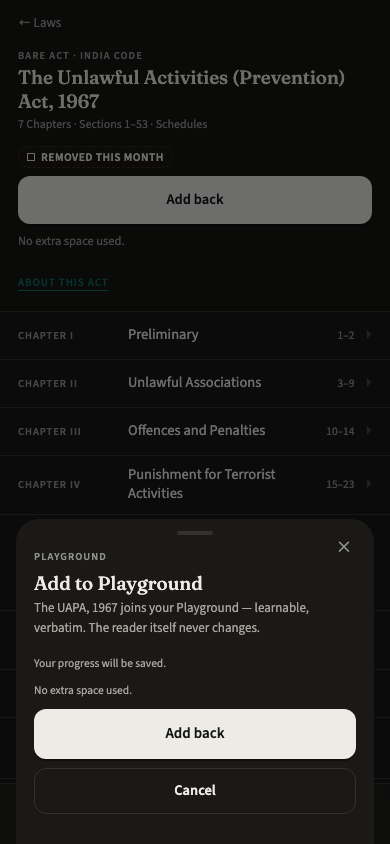 ← Laws
BARE ACT · INDIA CODE
The Unlawful Activities (Prevention)
Act, 1967
7 Chapters · Sections 1–53 · Schedules
REMOVED THIS MONTH
Add back
No extra space used.
ABOUT THIS ACT
CHAPTER I Preliminary 1–2
CHAPTER II Unlawful Associations 3–9
CHAPTER III Offences and Penalties 10–14
CHAPTER IV Punishment for Terrorist Activities 15–23
PLAYGROUND
Add to Playground
The UAPA, 1967 joins your Playground — learnable,
verbatim. The reader itself never changes.
Your progress will be saved.
No extra space used.
Add back
Cancel